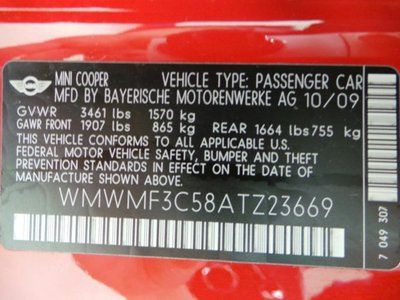 MINI COOPER VEHICLE TYPE: PASSENGER CAR
MFD BY BAYERISCHE MOTORENWERKE AG 10/09
GVWR 3461 lbs 1570 kg
GAWR FRONT 1907 lbs 865 kg REAR 1664 lbs 755 kg
THIS VEHICLE CONFORMS TO ALL APPLICABLE U.S.
FEDERAL MOTOR VEHICLE SAFETY, BUMPER, AND THEFT
PREVENTION STANDARDS IN EFFECT ON THE DATE OF
MANUFACTURE SHOWN ABOVE.
WMWMF3C58ATZ23669
7 049 307